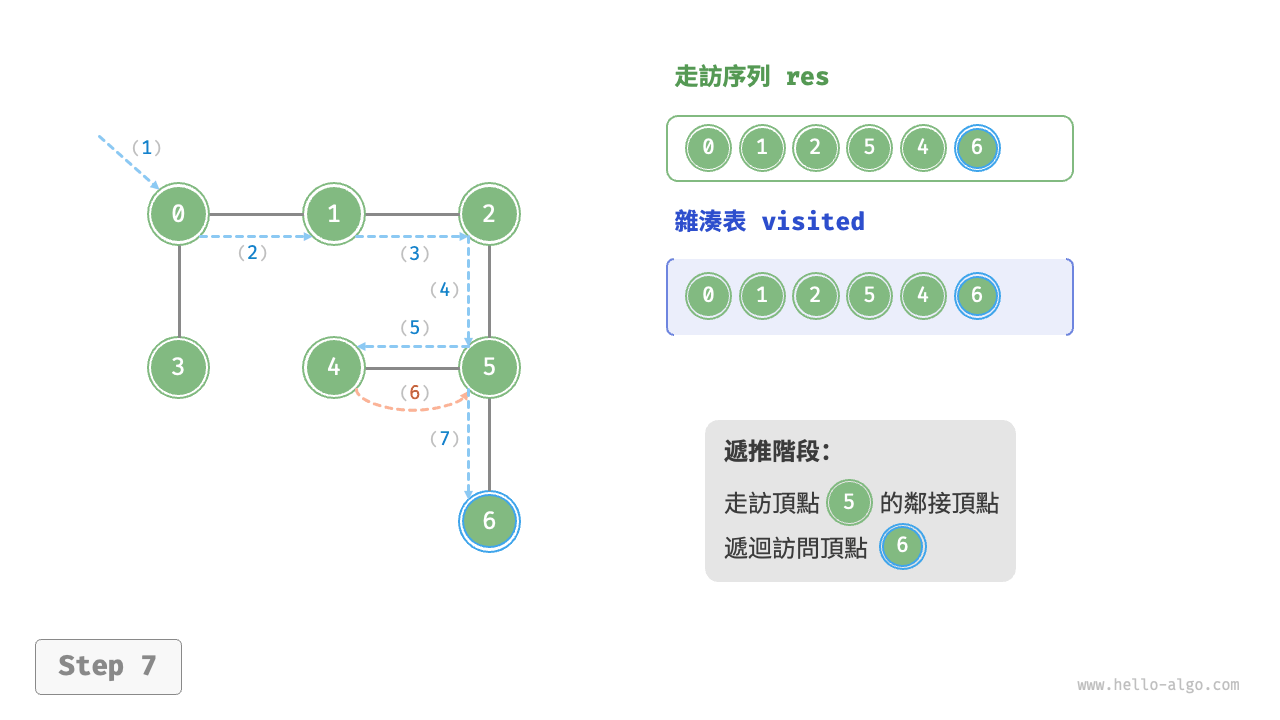 走訪序列 res
0 1 2 5 4 6
雜湊表 visited
0 1 2 5 4 6
(1)
0 1 2
(2) (3)
(4)
(5)
3 4 5
(6)
(7)
6
遞推階段:
走訪頂點 5 的鄰接頂點
遞迴訪問頂點 6
Step 7
www.hello-algo.com